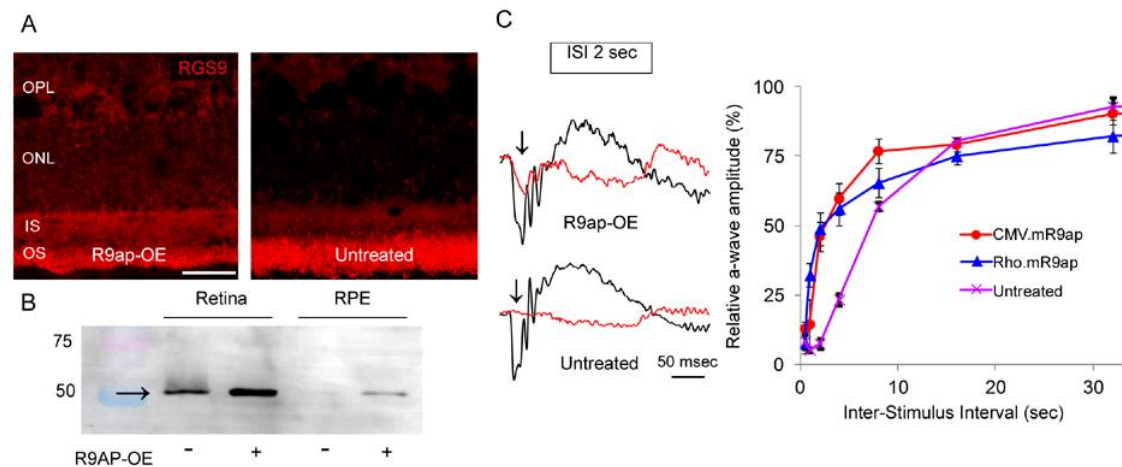 A
RGS9
OPL
ONL
IS
OS
R9ap-OE
Untreated
B
Retina
RPE
75
50
R9AP-OE
- + - +
C
ISI 2 sec
R9ap-OE
Untreated
50 msec
Relative a-wave amplitude (%)
100
75
50
25
0
CMV.mR9ap
Rho.mR9ap
Untreated
0 10 20 30
Inter-Stimulus Interval (sec)